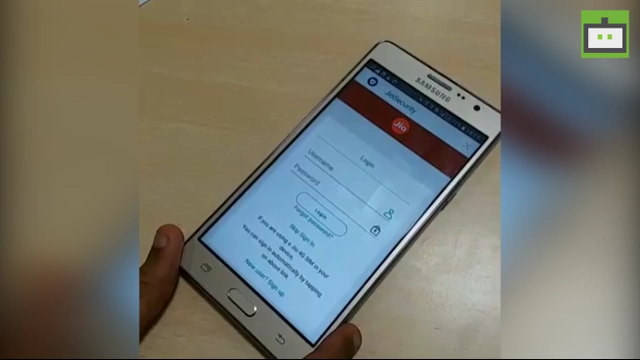 SAMSUNG
JioSecurity
Jio
Login
Username
Password
Login
Forgot password?
Skip Sign In
If you are using a Jio 4G SIM in your
device,
You can sign in automatically by tapping
on above link
New user? Sign up